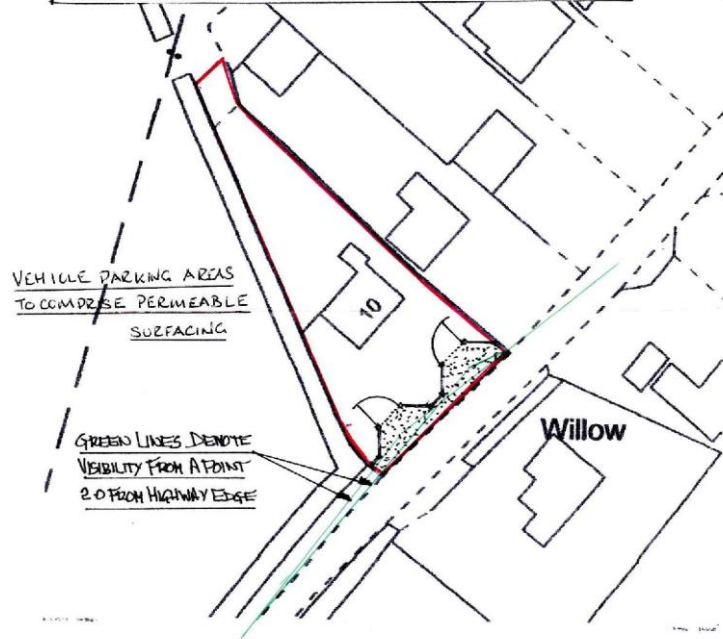 VEHICLE PARKING AREAS
TO COMPRISE PERMEABLE
SURFACING
10
GREEN LINES DENOTE
VISIBILITY FROM A POINT
2.0 FROM HIGHWAY EDGE
Willow